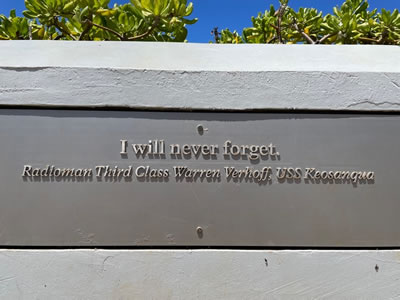 I will never forget.
Radioman Third Class Warren Verhoff, USS Keosanqua